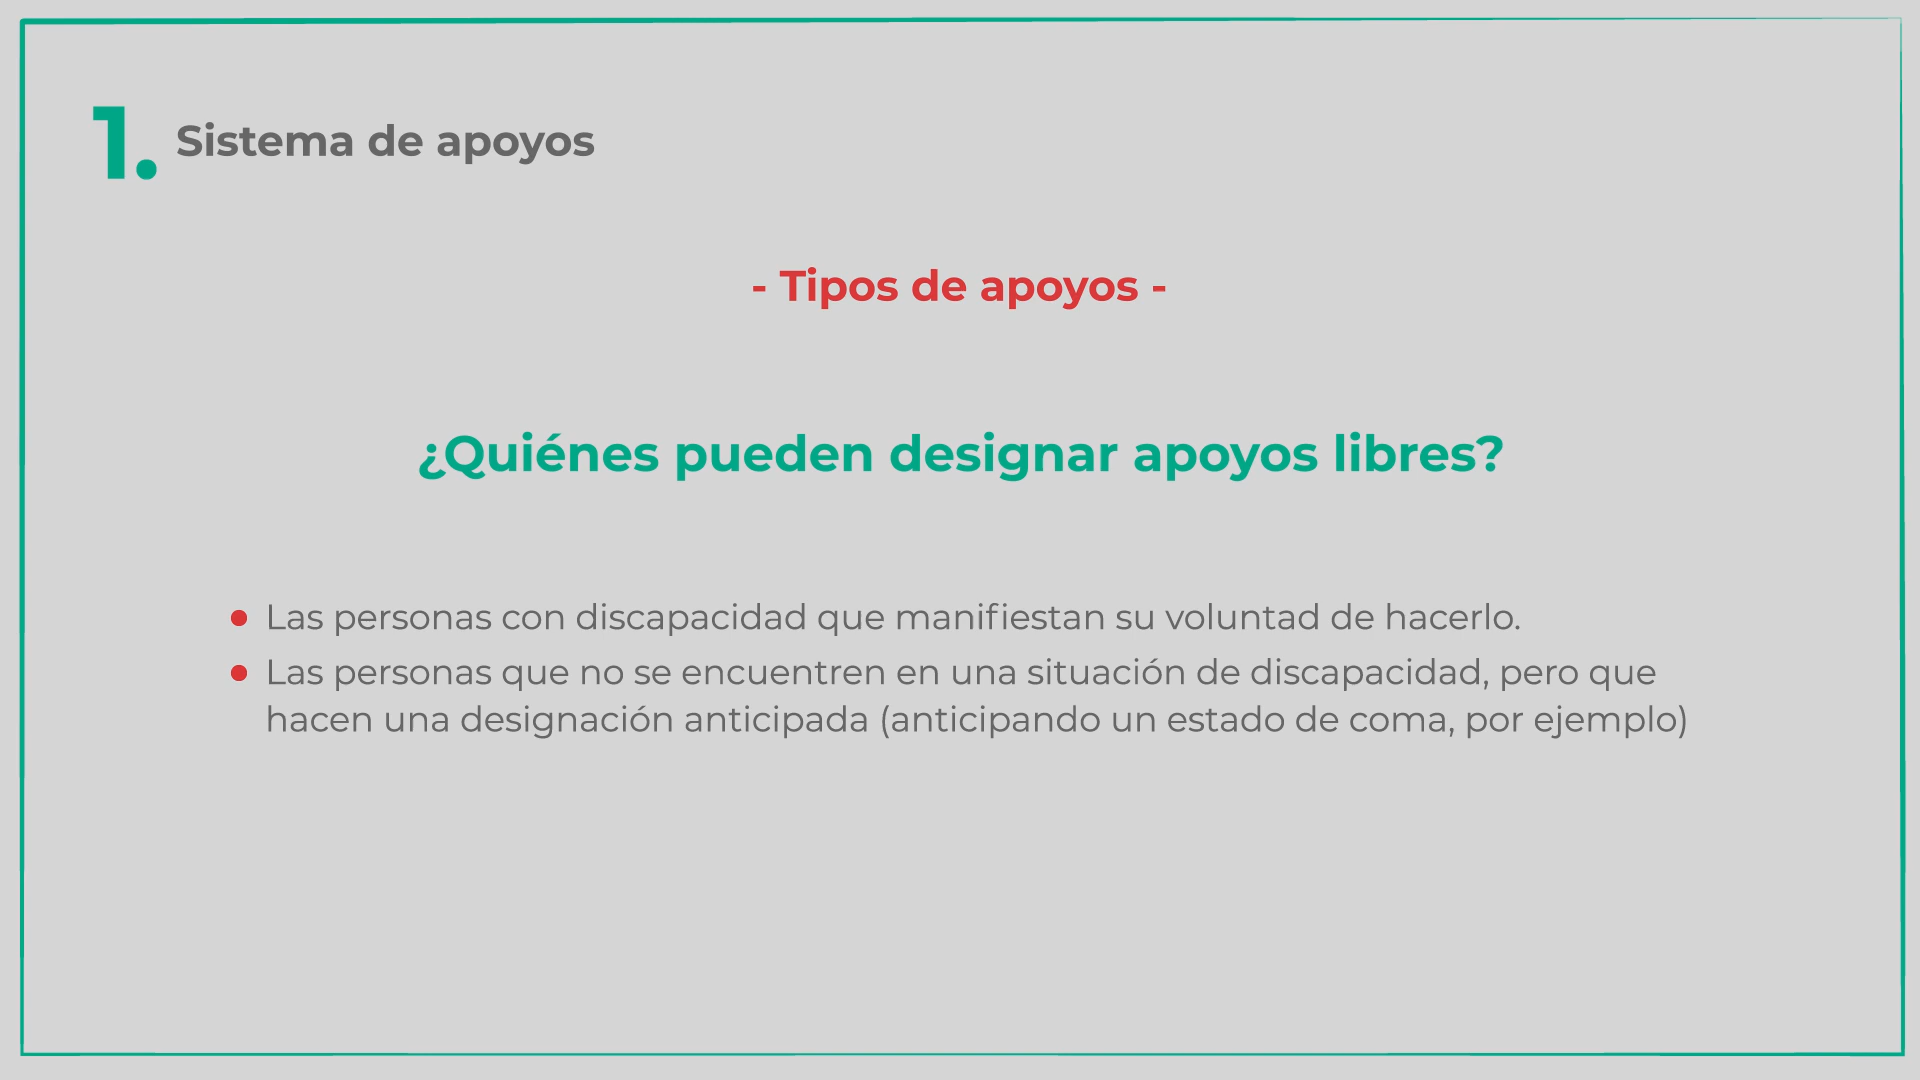 1. Sistema de apoyos
- Tipos de apoyos -
¿Quiénes pueden designar apoyos libres?
● Las personas con discapacidad que manifiestan su voluntad de hacerlo.
● Las personas que no se encuentren en una situación de discapacidad, pero que
hacen una designación anticipada (anticipando un estado de coma, por ejemplo)